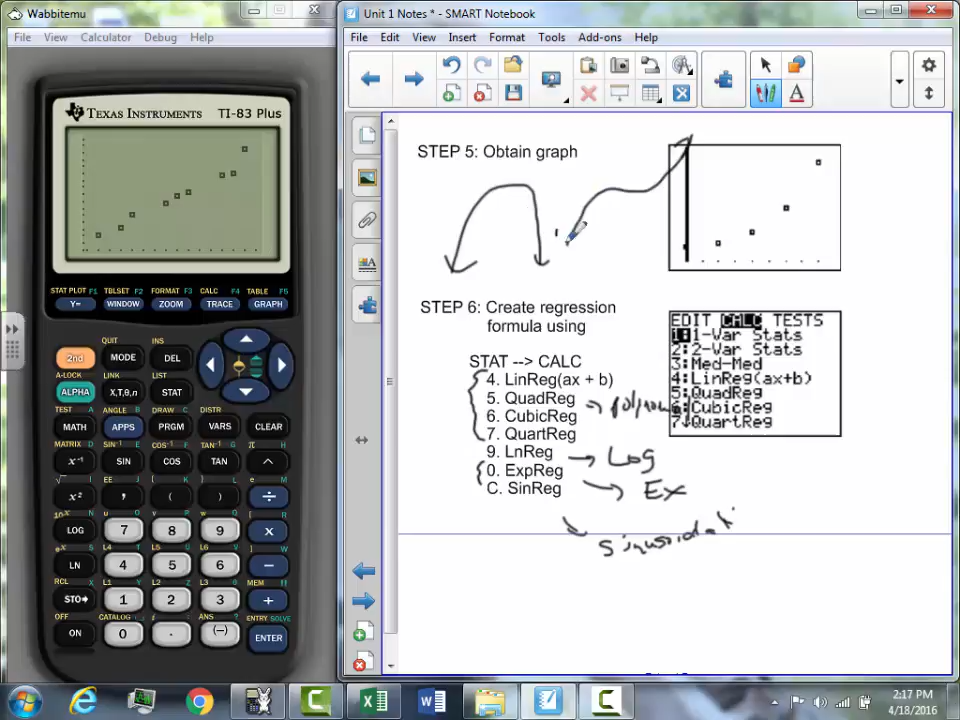 Wabbitemu
File View Calculator Debug Help
TEXAS INSTRUMENTS TI-83 Plus
STAT PLOT F1 TBLSET F2 FORMAT F3 CALC F4 TABLE F5
Y= WINDOW ZOOM TRACE GRAPH
QUIT INS
2nd MODE DEL
A-LOCK LINK LIST
ALPHA X,T,θ,n STAT
TEST A ANGLE B DRAW C DISTR
MATH APPS PRGM VARS CLEAR
MATRIX D SIN⁻¹ E COS⁻¹ F TAN⁻¹ G π H
x⁻¹ SIN COS TAN ^
√ I EE J { K } L e M
x² , ( ) ÷
10ˣ N u O v P w Q [ R
LOG 7 8 9 X
eˣ S L4 T L5 U L6 V ] W
LN 4 5 6 −
RCL X L1 Y L2 Z L3 θ MEM "
STO▸ 1 2 3 +
OFF CATALOG i : ANS ? ENTRY SOLVE
ON 0 . (−) ENTER
Unit 1 Notes * - SMART Notebook
File Edit View Insert Format Tools Add-ons Help
STEP 5: Obtain graph
STEP 6: Create regression
formula using
STAT --> CALC
4. LinReg(ax + b)
5. QuadReg
6. CubicReg
7. QuartReg
9. LnReg → Log
0. ExpReg
C. SinReg → Ex
EDIT CALC TESTS
1:1-Var Stats
2:2-Var Stats
3:Med-Med
4:LinReg(ax+b)
5:QuadReg
6:CubicReg
7↓QuartReg
2:17 PM
4/18/2016